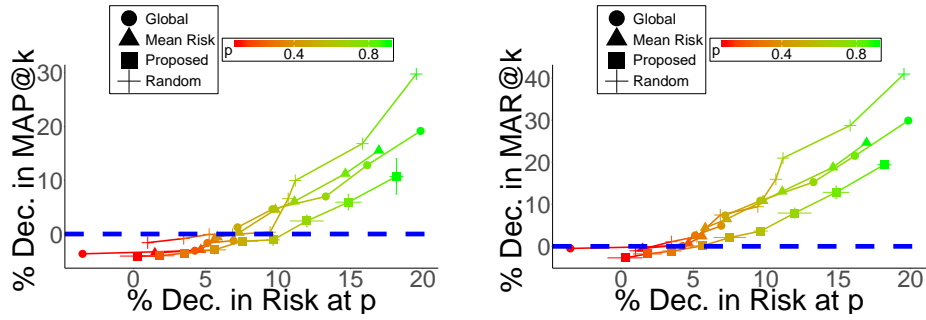 Global
Mean Risk
Proposed
Random
p 0.4 0.8
% Dec. in MAP@k
30
20
10
0
0 5 10 15 20
% Dec. in Risk at p
Global
Mean Risk
Proposed
Random
p 0.4 0.8
% Dec. in MAR@k
40
30
20
10
0
0 5 10 15 20
% Dec. in Risk at p